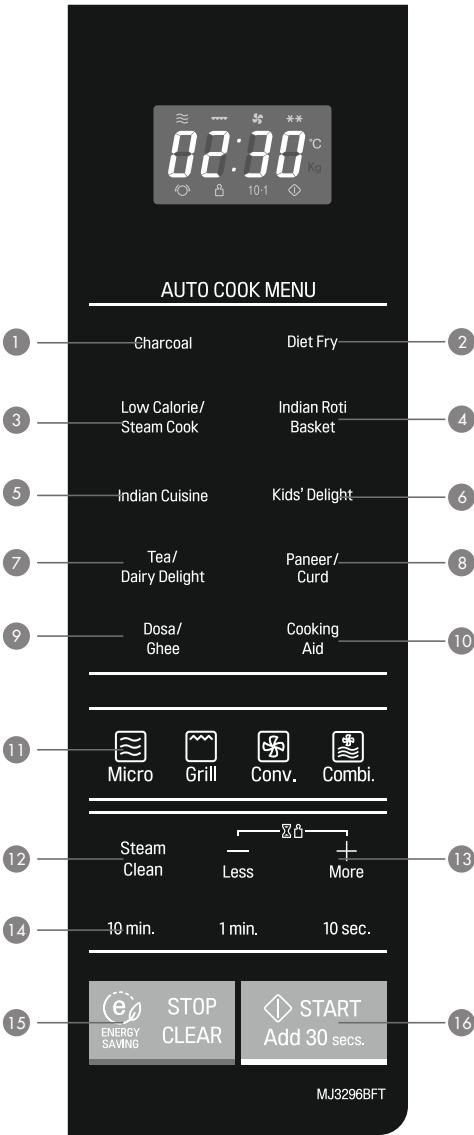 02:30
°C
Kg
10·1
AUTO COOK MENU
1
Charcoal
Diet Fry
2
3
Low Calorie/
Steam Cook
Indian Roti
Basket
4
5
Indian Cuisine
Kids' Delight
6
7
Tea/
Dairy Delight
Paneer/
Curd
8
9
Dosa/
Ghee
Cooking
Aid
10
11
Micro
Grill
Conv.
Combi.
12
Steam
Clean
Less
More
13
14
10 min.
1 min.
10 sec.
15
e
ENERGY
SAVING
STOP
CLEAR
START
Add 30 secs.
16
MJ3296BFT